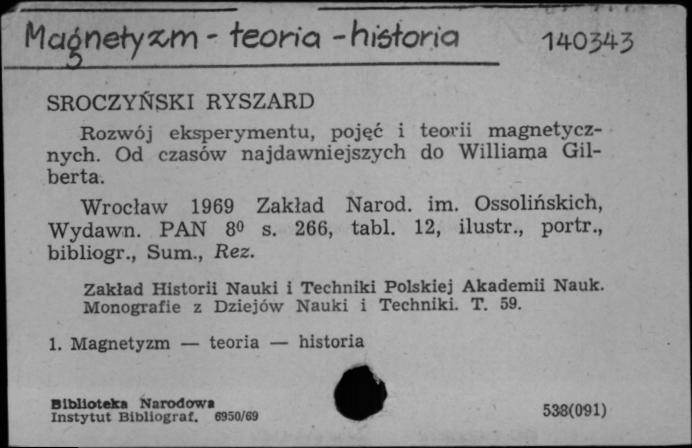 Magnetyzm - teoria - historia
140343
SROCZYŃSKI RYSZARD
Rozwój eksperymentu, pojęć i teorii magnetycz-
nych. Od czasów najdawniejszych do Williama Gil-
berta.
Wrocław 1969 Zakład Narod. im. Ossolińskich,
Wydawn. PAN 8⁰ s. 266, tabl. 12, ilustr., portr.,
bibliogr., Sum., Rez.
Zakład Historii Nauki i Techniki Polskiej Akademii Nauk.
Monografie z Dziejów Nauki i Techniki. T. 59.
1. Magnetyzm — teoria — historia
Biblioteka Narodowa
Instytut Bibliograf. 6950/69
538(091)